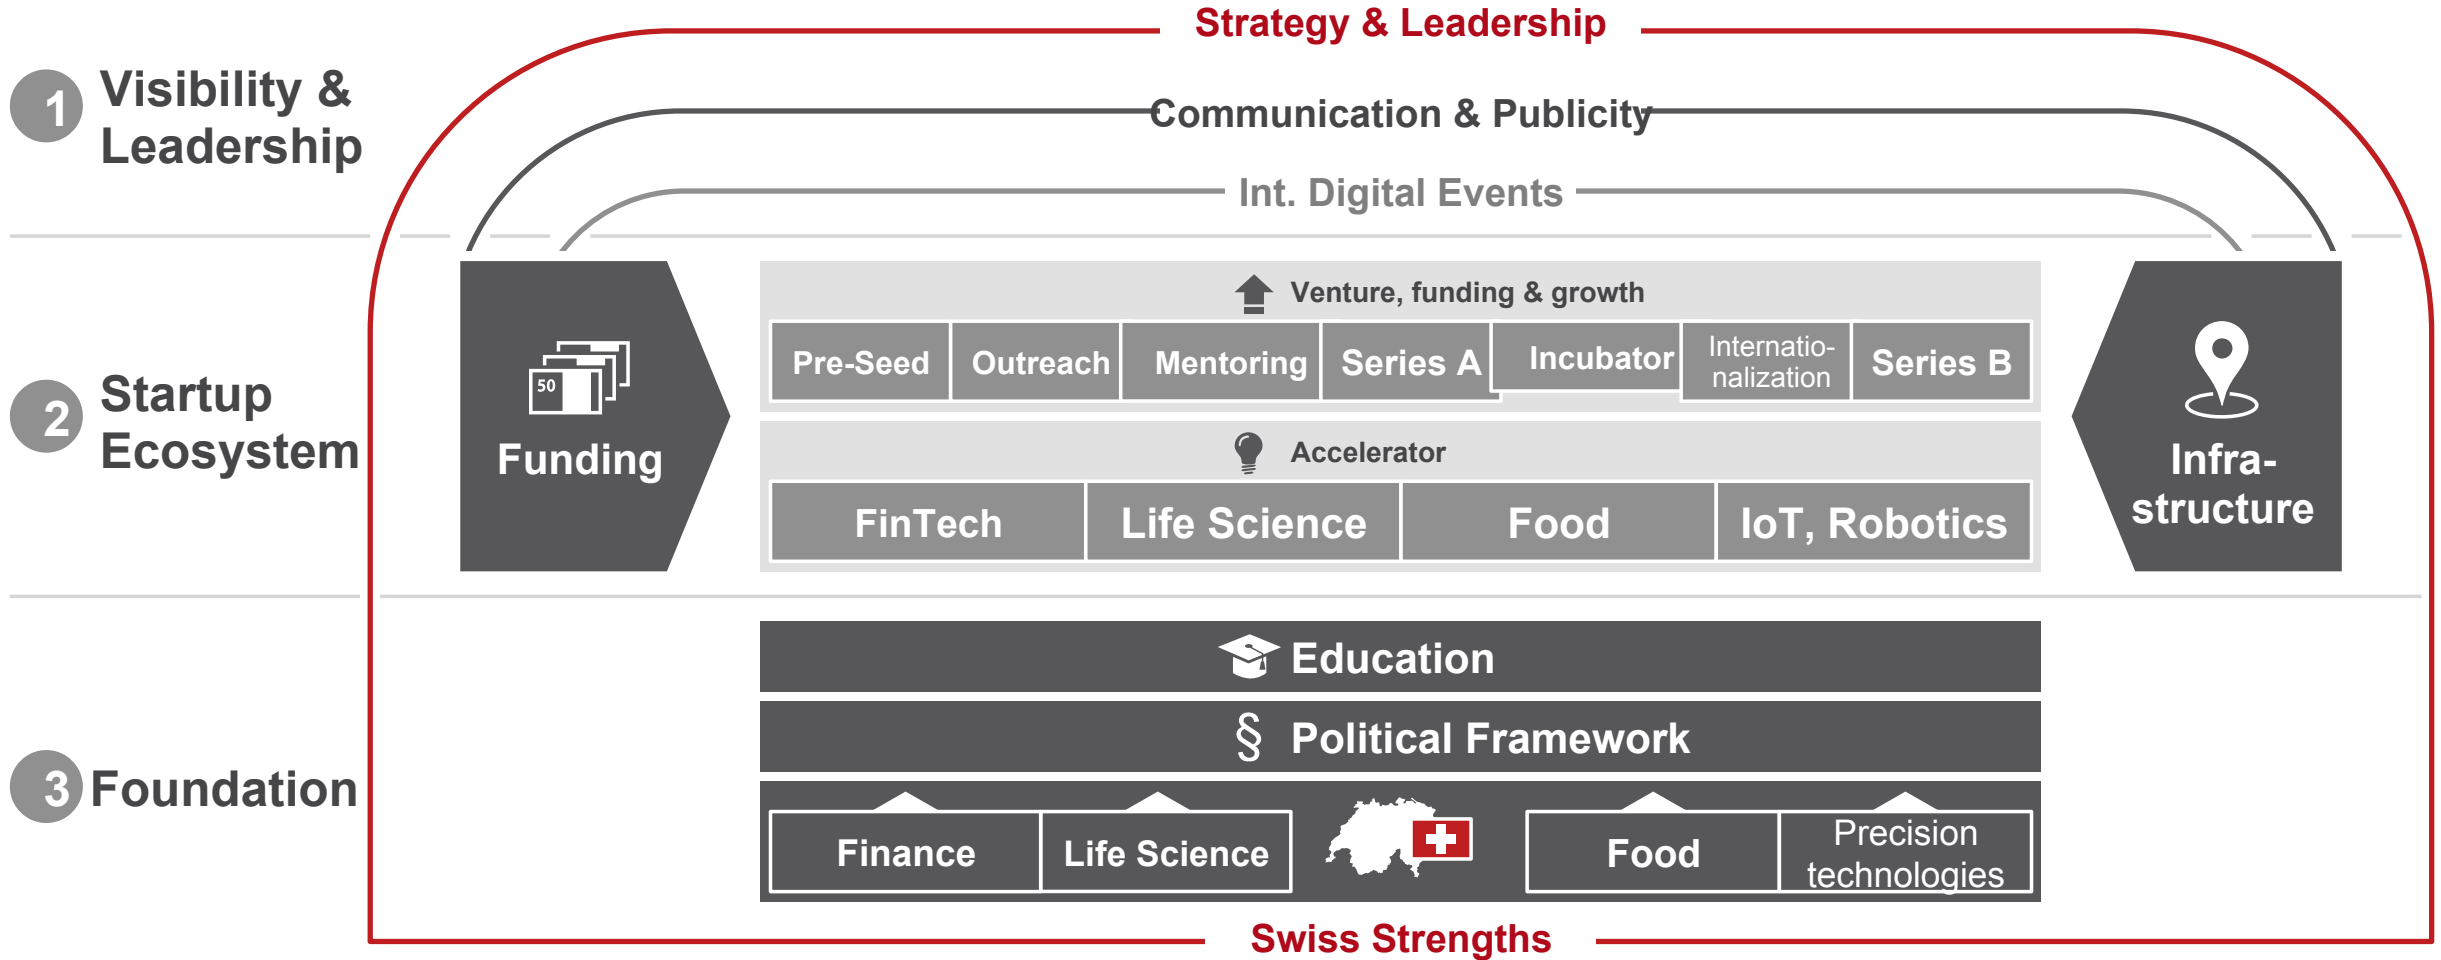 Strategy & Leadership
1
Visibility &
Leadership
Communication & Publicity
Int. Digital Events
2
Startup
Ecosystem
50
Funding
Venture, funding & growth
Pre-Seed
Outreach
Mentoring
Series A
Incubator
Internatio-
nalization
Series B
Accelerator
FinTech
Life Science
Food
IoT, Robotics
Infra-
structure
3
Foundation
Education
§ Political Framework
Finance
Life Science
Food
Precision
technologies
Swiss Strengths